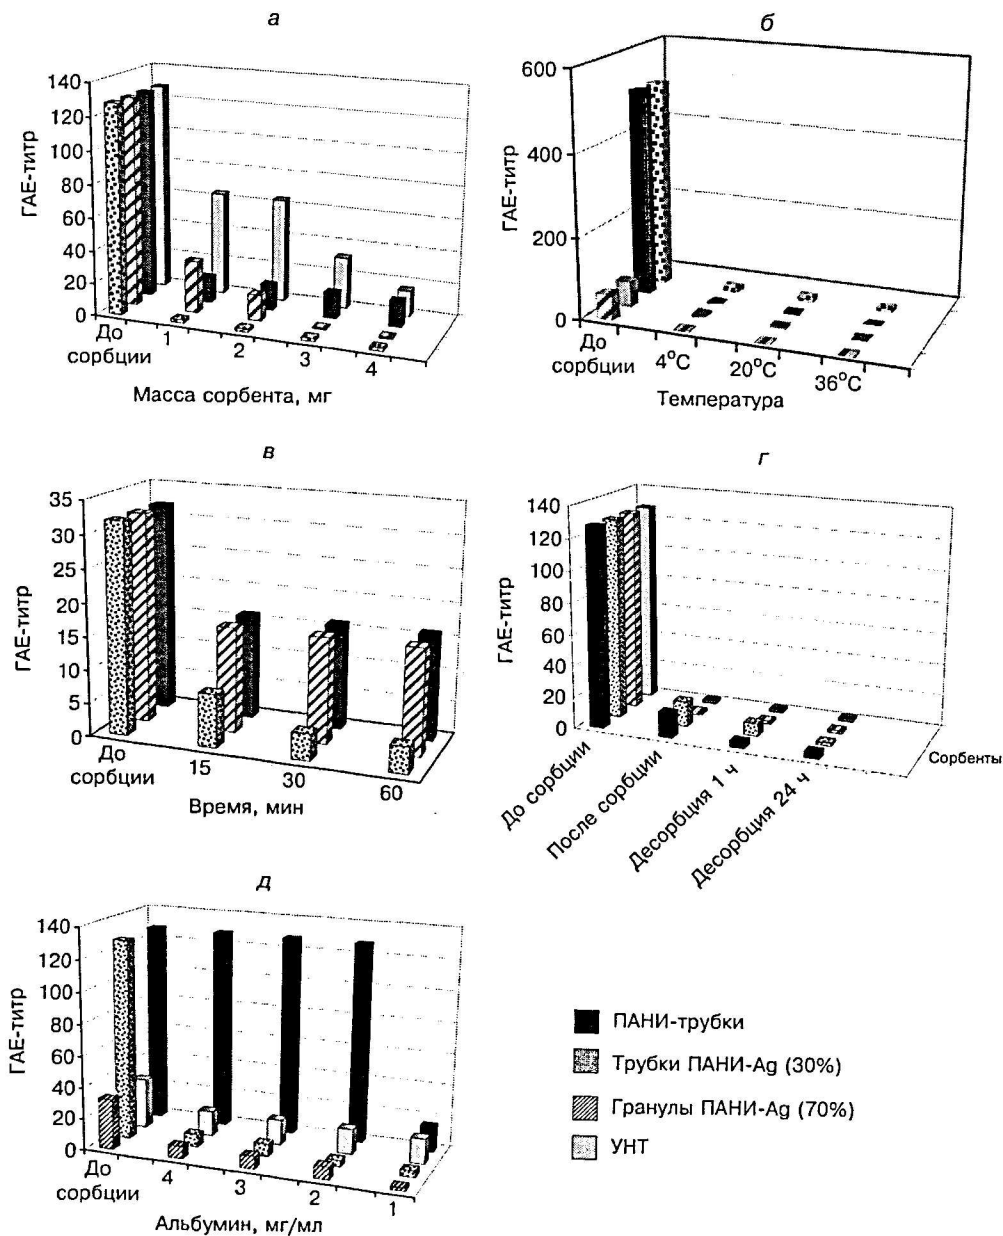 а
ГАЕ-титр
140
120
100
80
60
40
20
0
До
сорбции
1
2
3
4
Масса сорбента, мг
б
ГАЕ-титр
600
400
200
0
До
сорбции
4°С
20°С
36°С
Температура
в
ГАЕ-титр
35
30
25
20
15
10
5
0
До
сорбции
15
30
60
Время, мин
г
ГАЕ-титр
140
120
100
80
60
40
20
0
До сорбции
После сорбции
Десорбция 1 ч
Десорбция 24 ч
Сорбенты
д
ГАЕ-титр
140
120
100
80
60
40
20
0
До
сорбции
4
3
2
1
Альбумин, мг/мл
ПАНИ-трубки
Трубки ПАНИ-Ag (30%)
Гранулы ПАНИ-Ag (70%)
УНТ